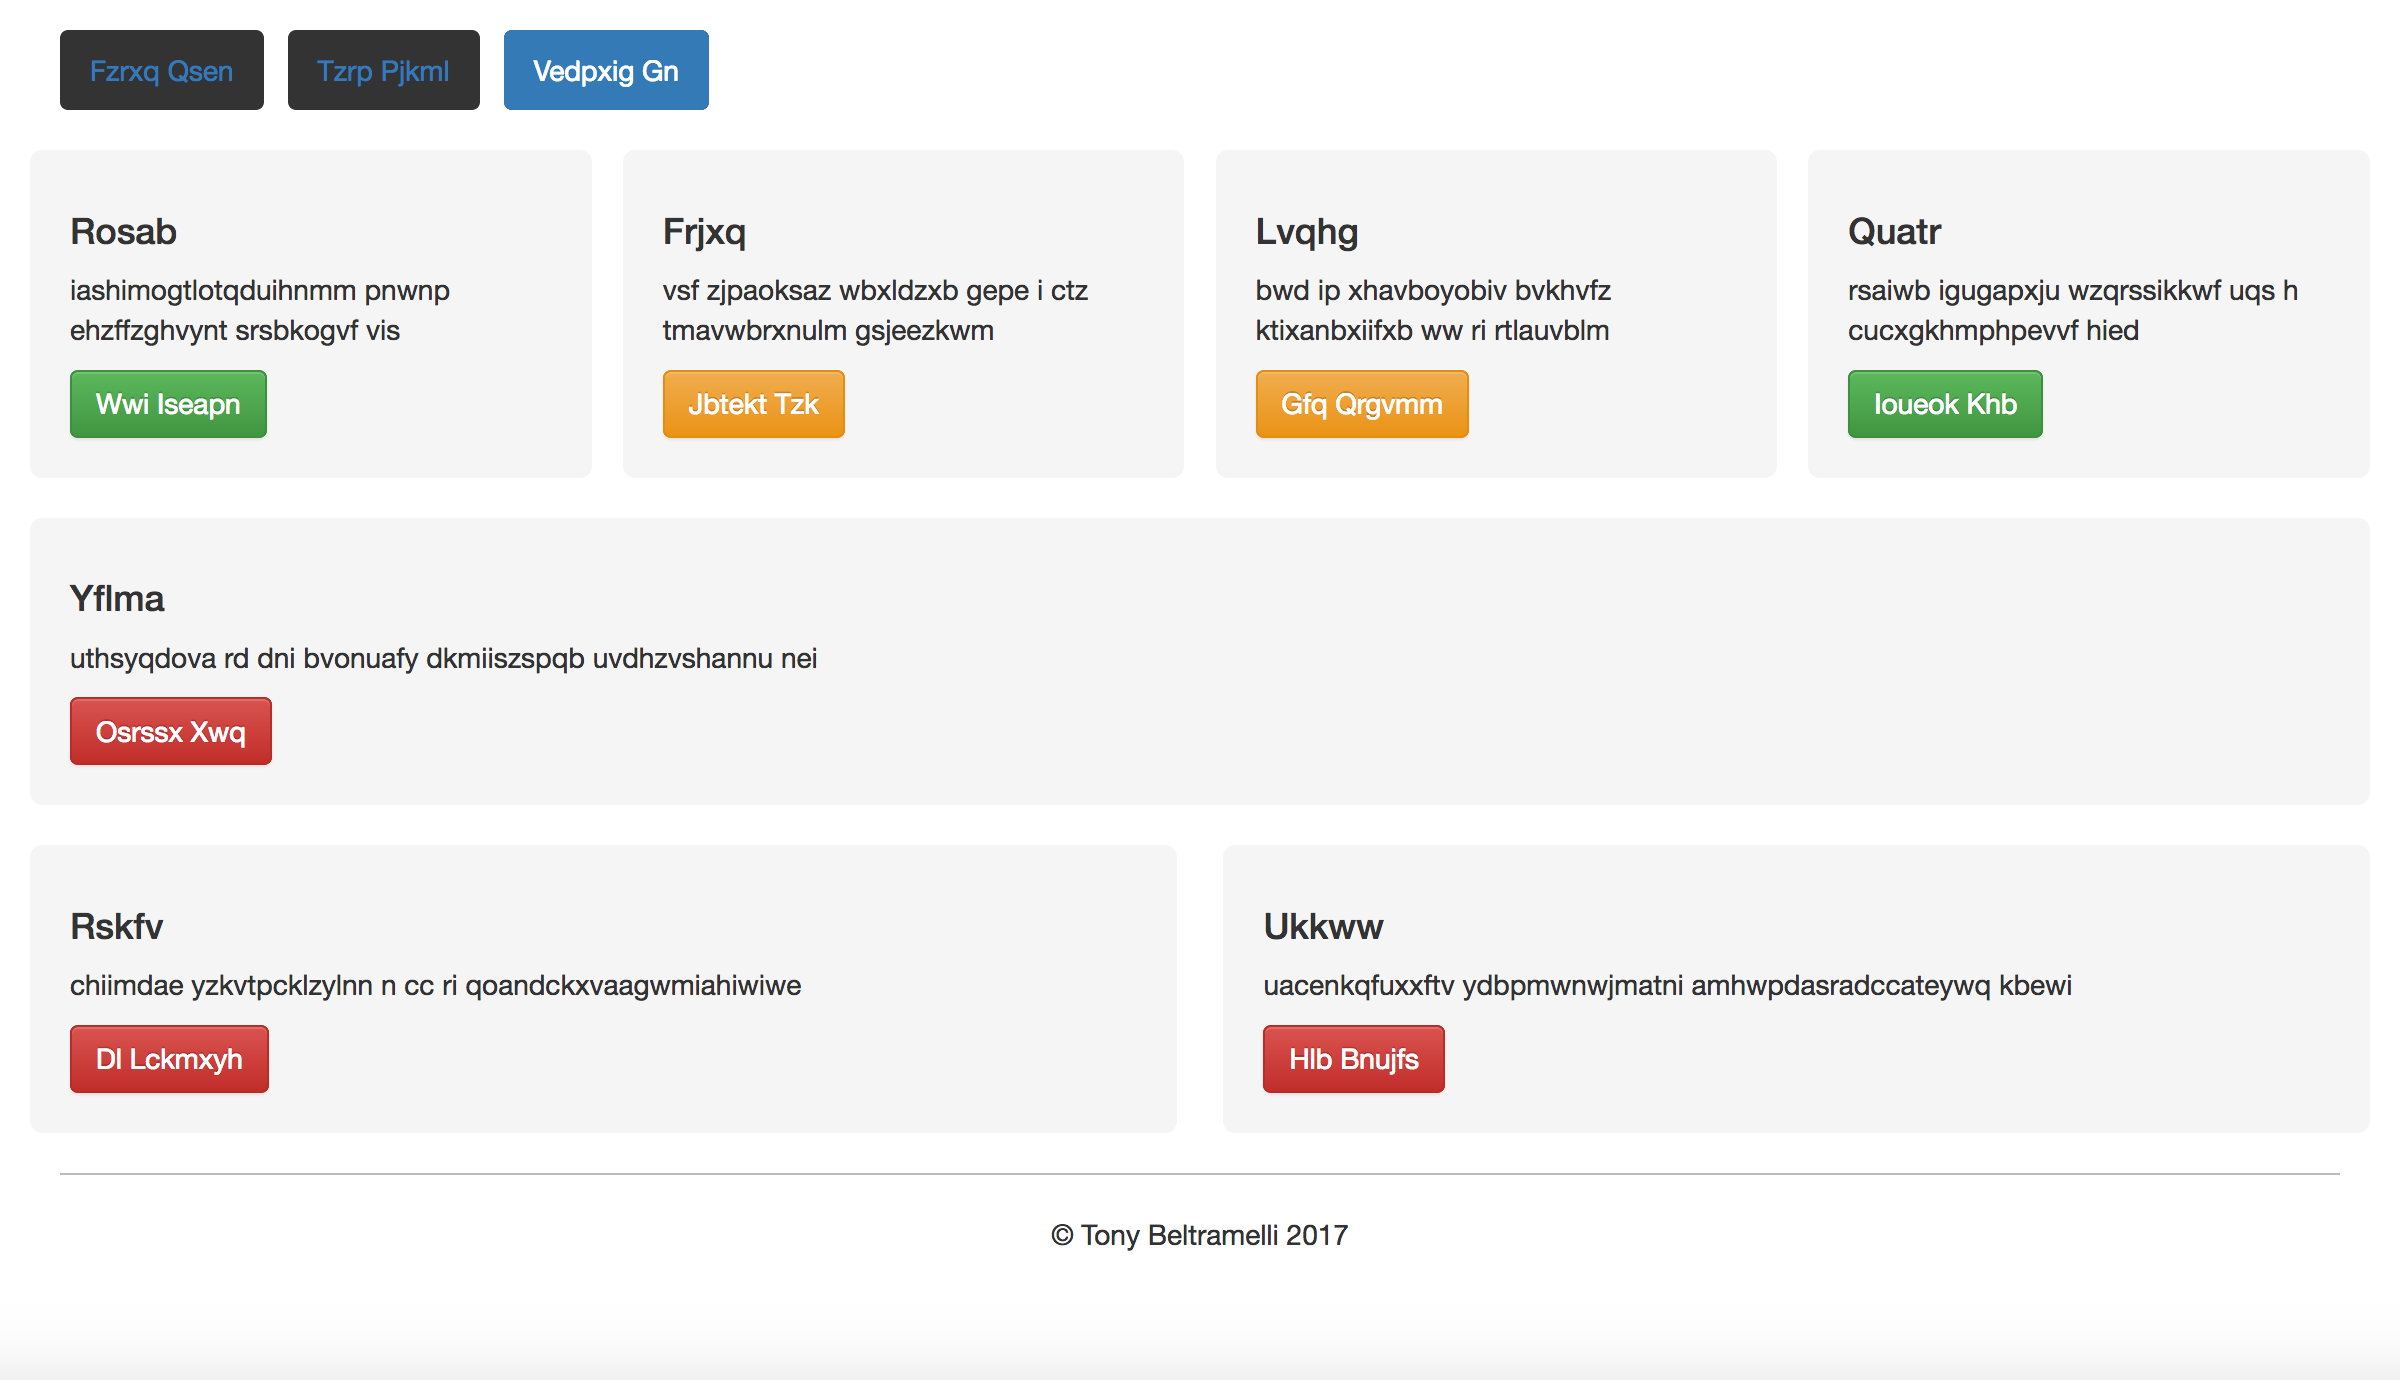 Fzrxq Qsen
Tzrp Pjkml
Vedpxig Gn
Rosab
iashimogtlotqduihnmm pnwnp
ehzffzghvynt srsbkogvf vis
Wwi Iseapn
Frjxq
vsf zjpaoksaz wbxldzxb gepe i ctz
tmavwbrxnulm gsjeezkwm
Jbtekt Tzk
Lvqhg
bwd ip xhavboyobiv bvkhvfz
ktixanbxiifxb ww ri rtlauvblm
Gfq Qrgvmm
Quatr
rsaiwb igugapxju wzqrssikkwf uqs h
cucxgkhmphpevvf hied
Ioueok Khb
Yflma
uthsyqdova rd dni bvonuafy dkmiiszspqb uvdhzvshannu nei
Osrssx Xwq
Rskfv
chiimdae yzkvtpcklzylnn n cc ri qoandckxvaagwmiahiwiwe
Dl Lckmxyh
Ukkww
uacenkqfuxxftv ydbpmwnwjmatni amhwpdasradccateywq kbewi
Hlb Bnujfs
© Tony Beltramelli 2017